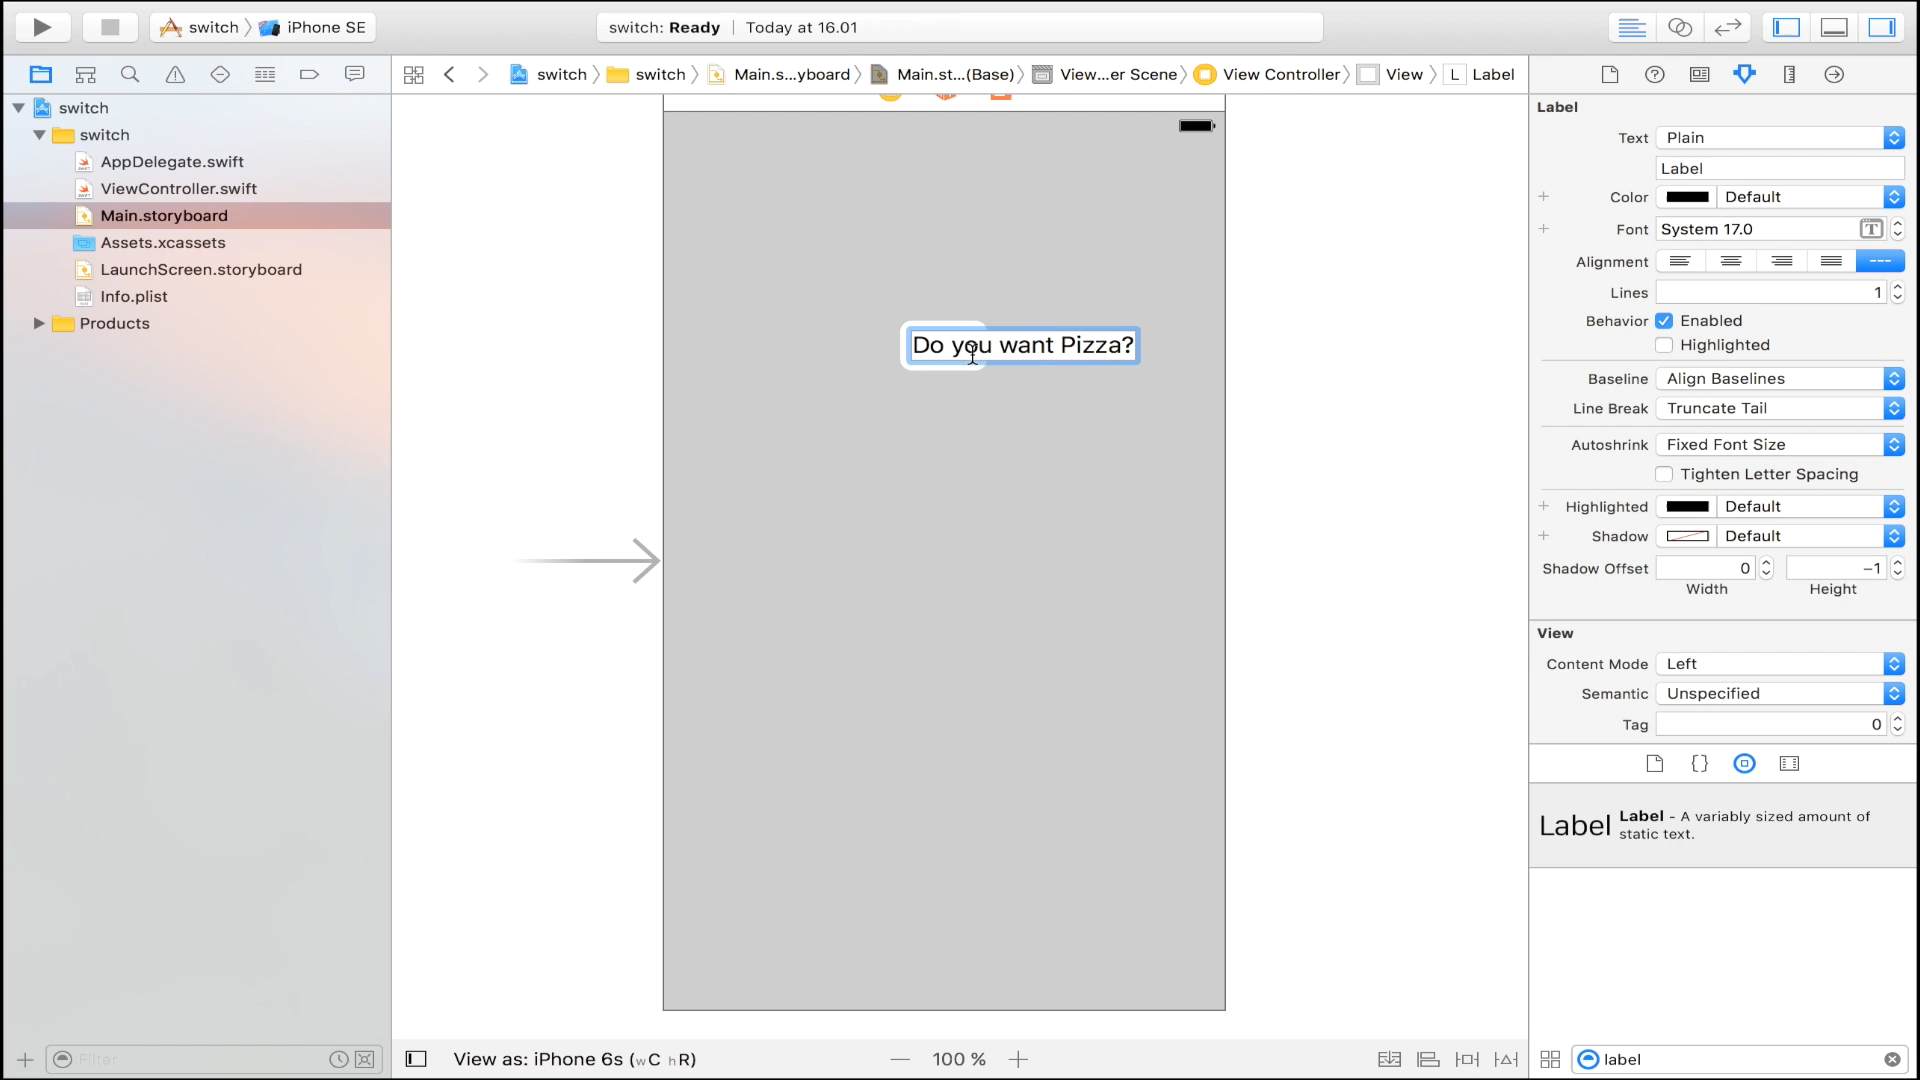 switch
iPhone SE
switch: Ready
Today at 16.01
switch
switch
Main.s...yboard
Main.st...(Base)
View...er Scene
View Controller
View
L
Label
switch
switch
AppDelegate.swift
ViewController.swift
Main.storyboard
Assets.xcassets
LaunchScreen.storyboard
Info.plist
Products
Do you want Pizza?
Label
Text Plain
Label
Color Default
Font System 17.0
T
Alignment
Lines 1
Behavior Enabled
Highlighted
Baseline Align Baselines
Line Break Truncate Tail
Autoshrink Fixed Font Size
Tighten Letter Spacing
Highlighted Default
Shadow Default
Shadow Offset 0 -1
Width Height
View
Content Mode Left
Semantic Unspecified
Tag 0
{}
Label
Label - A variably sized amount of
static text.
Filter
View as: iPhone 6s (wC hR)
100 %
label